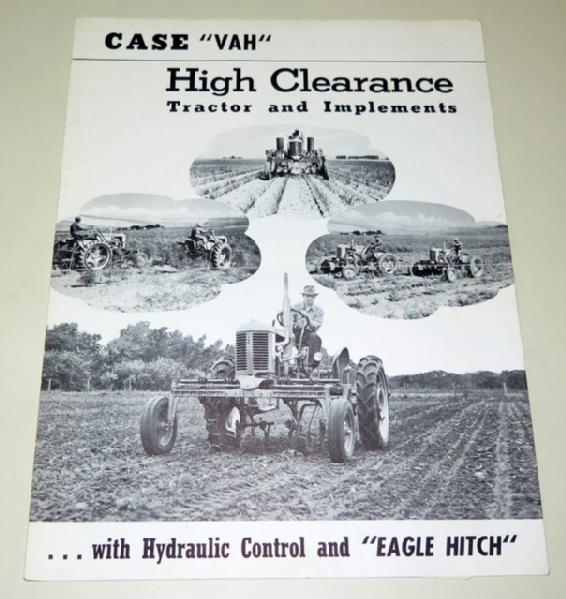 CASE "VAH"
High Clearance
Tractor and Implements
. . . with Hydraulic Control and "EAGLE HITCH"